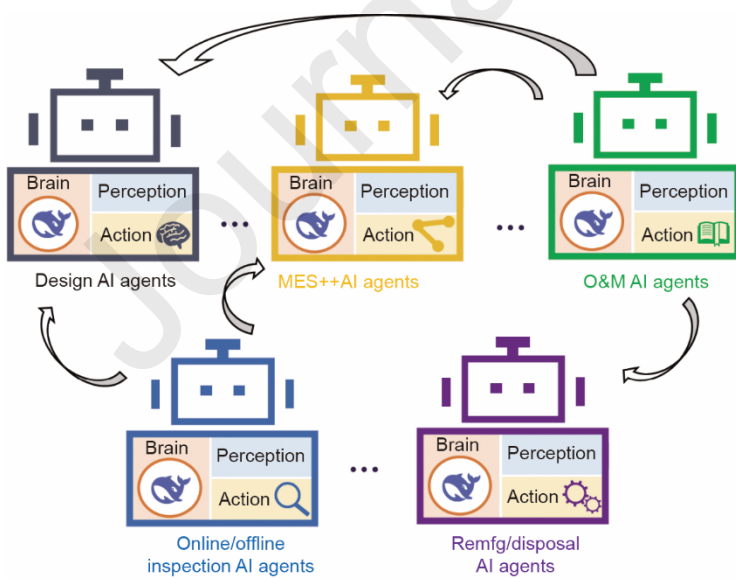 Journa
Brain
Perception
Action
Design AI agents
...
Brain
Perception
Action
MES++AI agents
...
Brain
Perception
Action
O&M AI agents
Brain
Perception
Action
Online/offline
inspection AI agents
...
Brain
Perception
Action
Remfg/disposal
AI agents